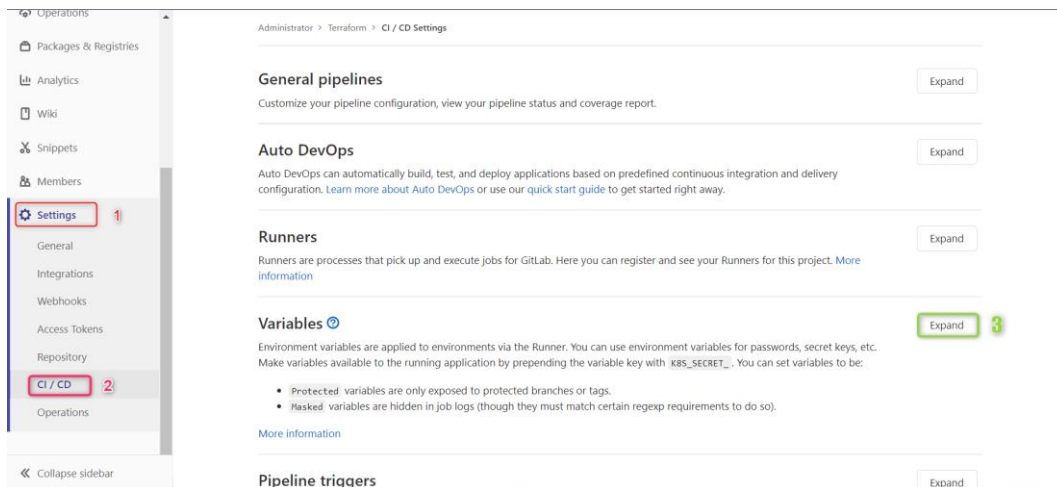 Operations
Packages & Registries
Analytics
Wiki
Snippets
Members
Settings 1
General
Integrations
Webhooks
Access Tokens
Repository
CI / CD 2
Operations
Collapse sidebar
Administrator > Terraform > CI / CD Settings
General pipelines
Expand
Customize your pipeline configuration, view your pipeline status and coverage report.
Auto DevOps
Expand
Auto DevOps can automatically build, test, and deploy applications based on predefined continuous integration and delivery
configuration. Learn more about Auto DevOps or use our quick start guide to get started right away.
Runners
Expand
Runners are processes that pick up and execute jobs for GitLab. Here you can register and see your Runners for this project. More
information
Variables
Expand 3
Environment variables are applied to environments via the Runner. You can use environment variables for passwords, secret keys, etc.
Make variables available to the running application by prepending the variable key with K8S_SECRET_ . You can set variables to be:
• Protected variables are only exposed to protected branches or tags.
• Masked variables are hidden in job logs (though they must match certain regexp requirements to do so).
More information
Pipeline triggers
Expand